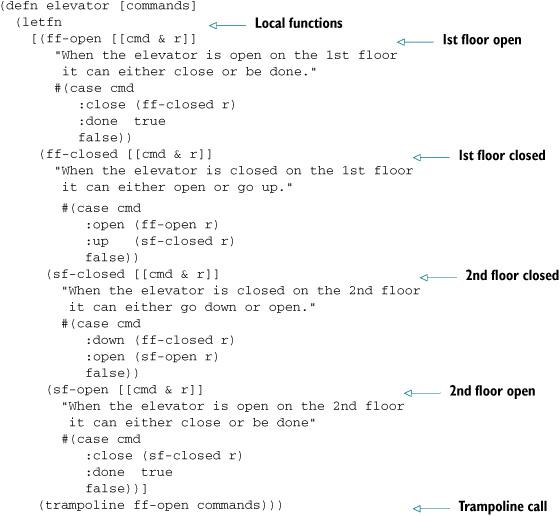 (defn elevator [commands]
(letfn Local functions
[(ff-open [[cmd & r]] 1st floor open
"When the elevator is open on the 1st floor
it can either close or be done."
#(case cmd
:close (ff-closed r)
:done true
false))
(ff-closed [[cmd & r]] 1st floor closed
"When the elevator is closed on the 1st floor
it can either open or go up."
#(case cmd
:open (ff-open r)
:up (sf-closed r)
false))
(sf-closed [[cmd & r]] 2nd floor closed
"When the elevator is closed on the 2nd floor
it can either go down or open."
#(case cmd
:down (ff-closed r)
:open (sf-open r)
false))
(sf-open [[cmd & r]] 2nd floor open
"When the elevator is open on the 2nd floor
it can either close or be done"
#(case cmd
:close (sf-closed r)
:done true
false))]
(trampoline ff-open commands))) Trampoline call